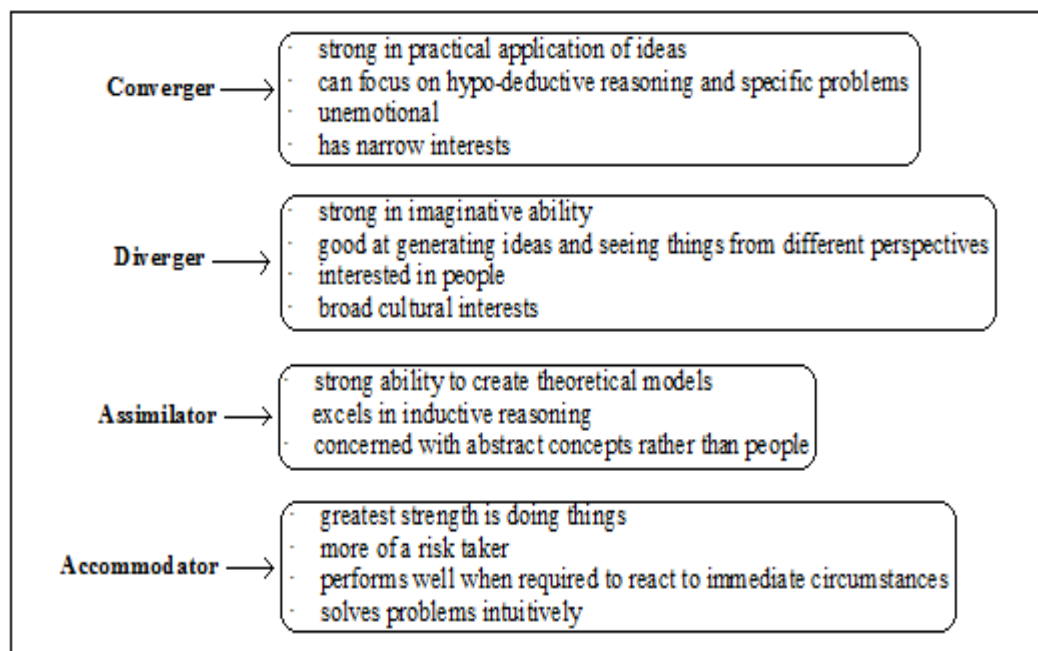 Converger
· strong in practical application of ideas
· can focus on hypo-deductive reasoning and specific problems
· unemotional
· has narrow interests
Diverger
· strong in imaginative ability
· good at generating ideas and seeing things from different perspectives
· interested in people
· broad cultural interests
Assimilator
· strong ability to create theoretical models
· excels in inductive reasoning
· concerned with abstract concepts rather than people
Accommodator
· greatest strength is doing things
· more of a risk taker
· performs well when required to react to immediate circumstances
· solves problems intuitively